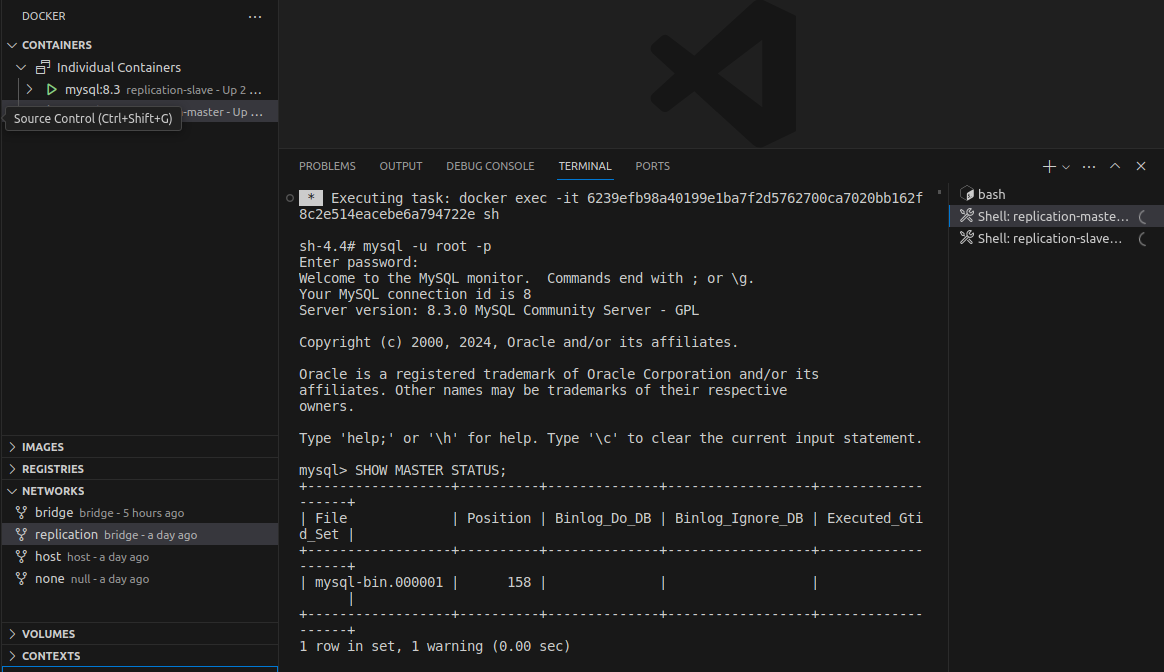 DOCKER
CONTAINERS
Individual Containers
mysql:8.3 replication-slave - Up 2 ...
-master - Up ...
Source Control (Ctrl+Shift+G)
IMAGES
REGISTRIES
NETWORKS
bridge bridge - 5 hours ago
replication bridge - a day ago
host host - a day ago
none null - a day ago
VOLUMES
CONTEXTS
PROBLEMS OUTPUT DEBUG CONSOLE TERMINAL PORTS
* Executing task: docker exec -it 6239efb98a40199e1ba7f2d5762700ca7020bb162f
8c2e514eacebe6a794722e sh
sh-4.4# mysql -u root -p
Enter password:
Welcome to the MySQL monitor.  Commands end with ; or \g.
Your MySQL connection id is 8
Server version: 8.3.0 MySQL Community Server - GPL
Copyright (c) 2000, 2024, Oracle and/or its affiliates.
Oracle is a registered trademark of Oracle Corporation and/or its
affiliates. Other names may be trademarks of their respective
owners.
Type 'help;' or '\h' for help. Type '\c' to clear the current input statement.
mysql> SHOW MASTER STATUS;
+------------------+----------+--------------+------------------+-------------
------+
| File             | Position | Binlog_Do_DB | Binlog_Ignore_DB | Executed_Gti
d_Set |
+------------------+----------+--------------+------------------+-------------
------+
| mysql-bin.000001 |      158 |              |                  |
      |
+------------------+----------+--------------+------------------+-------------
------+
1 row in set, 1 warning (0.00 sec)
bash
Shell: replication-maste...
Shell: replication-slave...